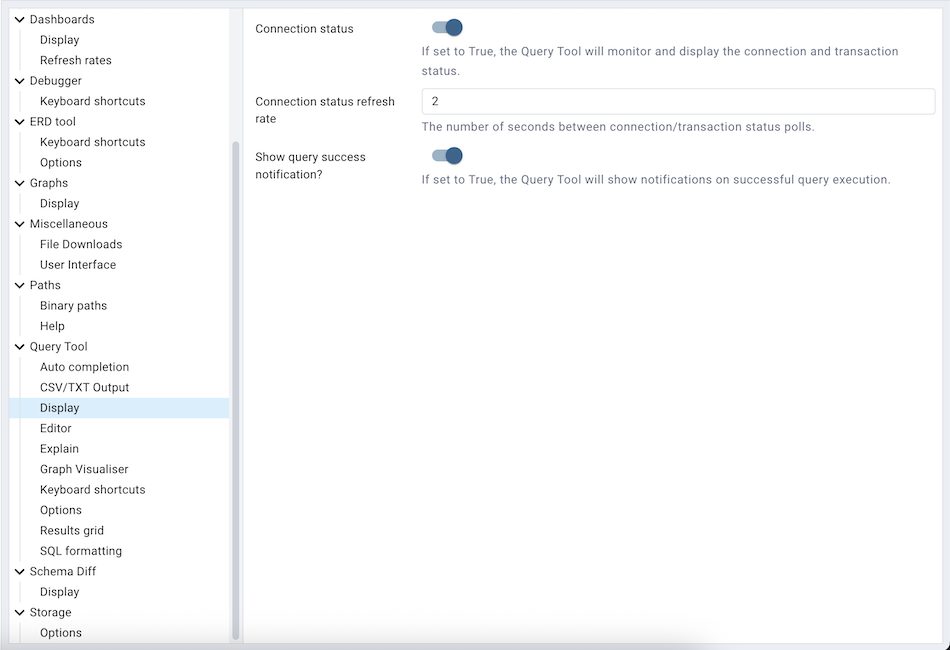 Dashboards
Display
Refresh rates
Debugger
Keyboard shortcuts
ERD tool
Keyboard shortcuts
Options
Graphs
Display
Miscellaneous
File Downloads
User Interface
Paths
Binary paths
Help
Query Tool
Auto completion
CSV/TXT Output
Display
Editor
Explain
Graph Visualiser
Keyboard shortcuts
Options
Results grid
SQL formatting
Schema Diff
Display
Storage
Options
Connection status
If set to True, the Query Tool will monitor and display the connection and transaction
status.
Connection status refresh
rate
2
The number of seconds between connection/transaction status polls.
Show query success
notification?
If set to True, the Query Tool will show notifications on successful query execution.